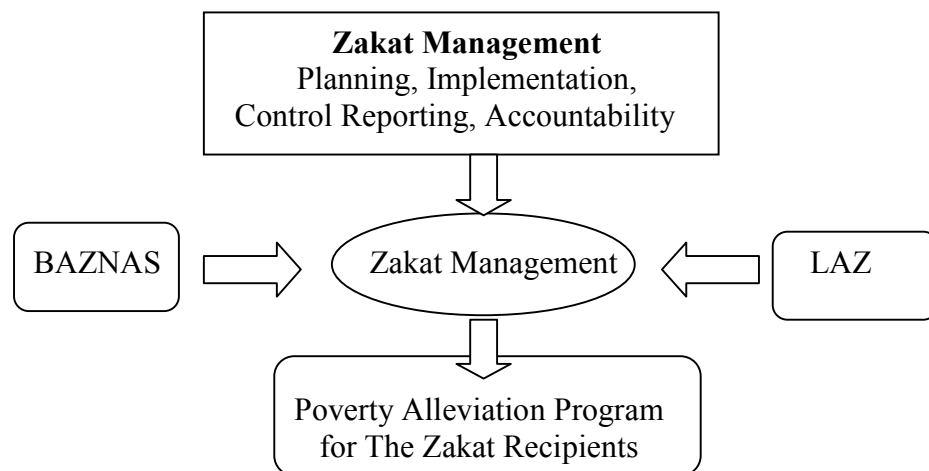 Zakat Management
Planning, Implementation,
Control Reporting, Accountability
BAZNAS
Zakat Management
LAZ
Poverty Alleviation Program
for The Zakat Recipients